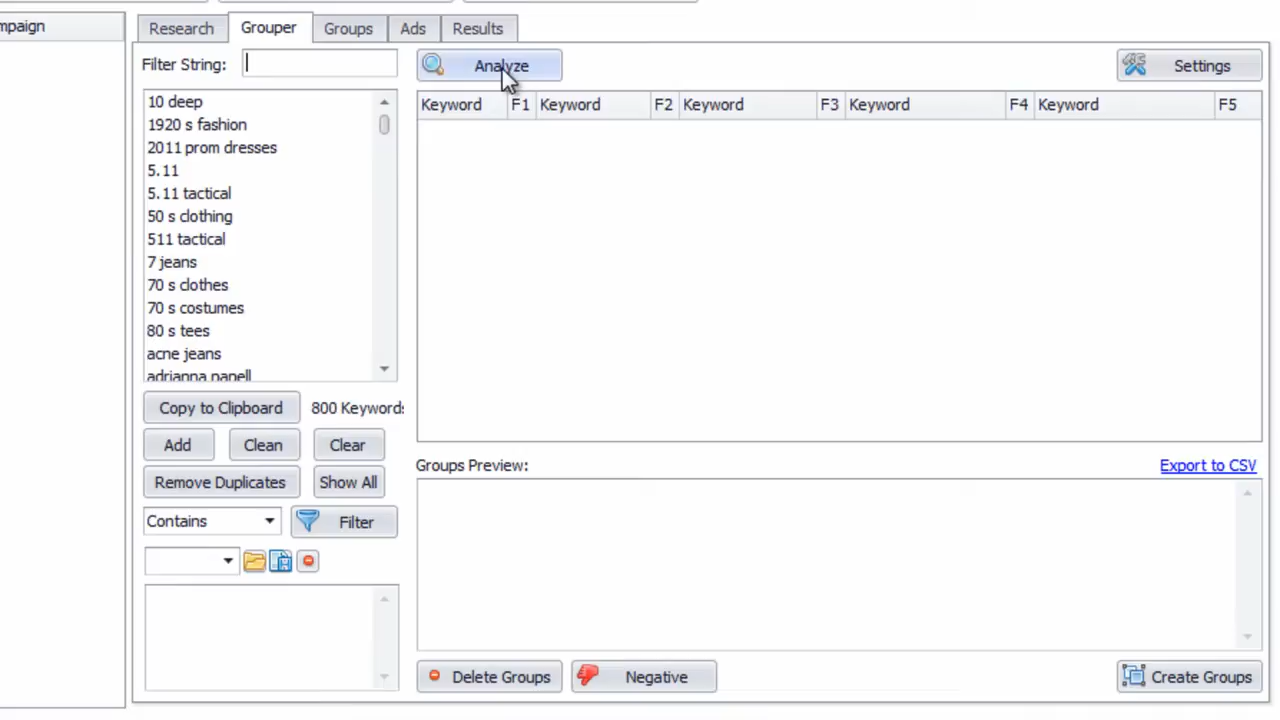 mpaign
Research Grouper Groups Ads Results
Filter String:
Analyze
Settings
Keyword F1 Keyword F2 Keyword F3 Keyword F4 Keyword F5
10 deep
1920 s fashion
2011 prom dresses
5.11
5.11 tactical
50 s clothing
511 tactical
7 jeans
70 s clothes
70 s costumes
80 s tees
acne jeans
adrianna papell
Copy to Clipboard 800 Keywords
Add Clean Clear
Remove Duplicates Show All
Contains Filter
Groups Preview: Export to CSV
Delete Groups Negative Create Groups